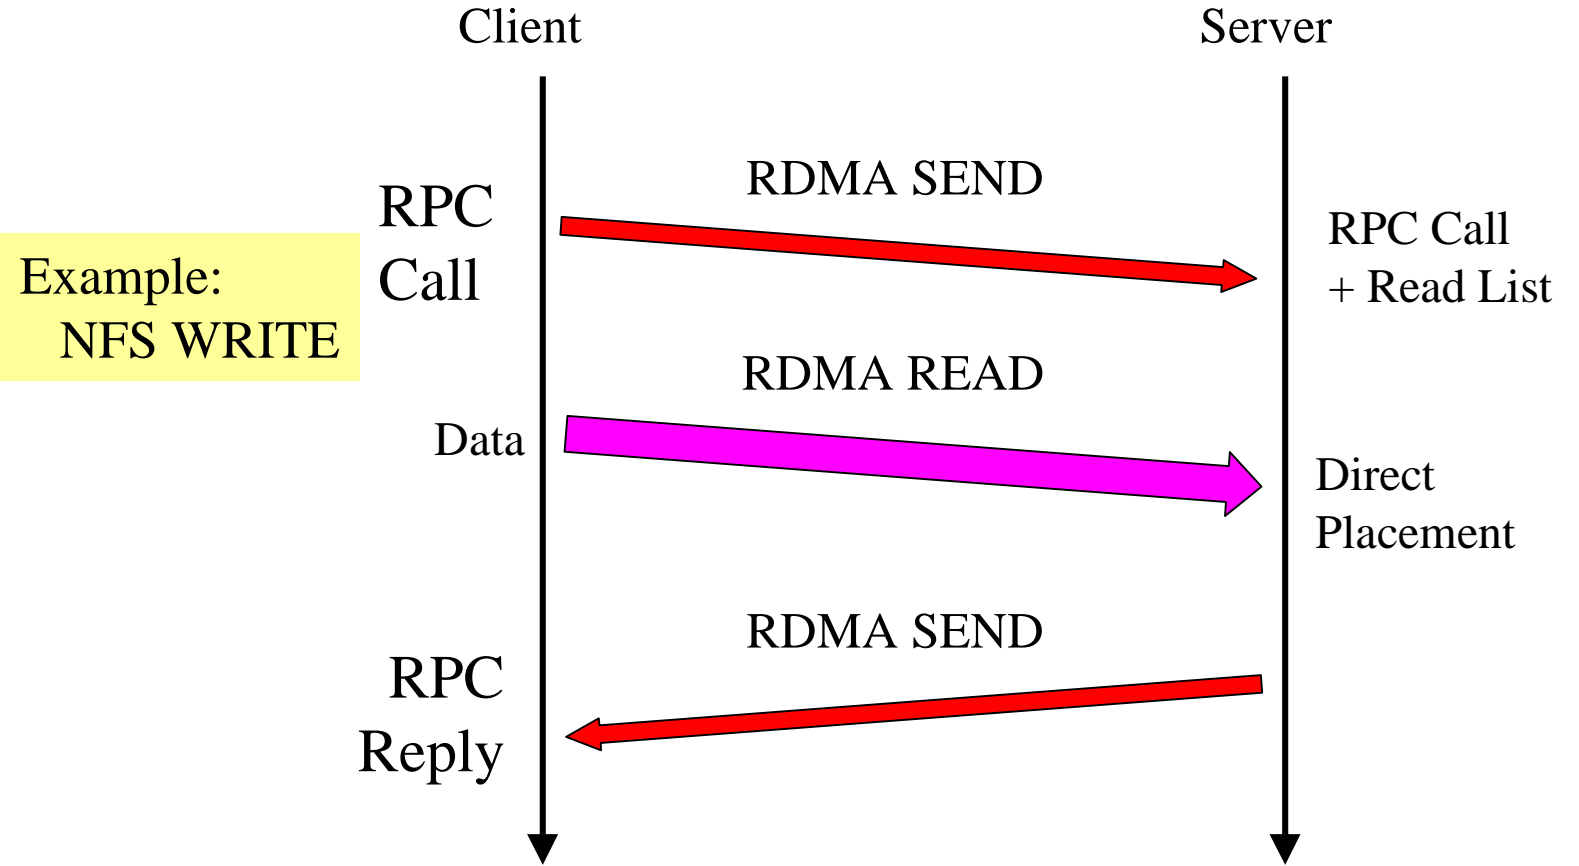 Client
Server
RDMA SEND
RPC
Call
RPC Call
+ Read List
Example:
NFS WRITE
RDMA READ
Data
Direct
Placement
RDMA SEND
RPC
Reply